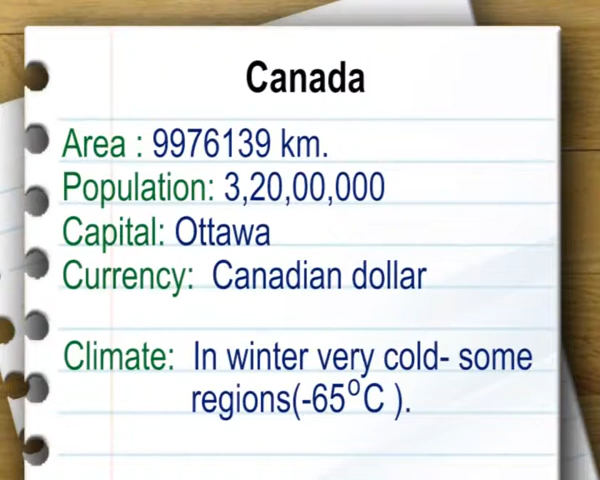 Canada
Area : 9976139 km.
Population: 3,20,00,000
Capital: Ottawa
Currency: Canadian dollar
Climate: In winter very cold- some
regions(-65°C ).